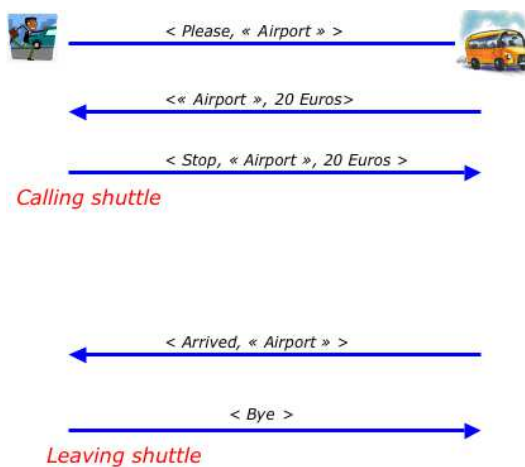 < Please, « Airport » >
<« Airport », 20 Euros>
< Stop, « Airport », 20 Euros >
Calling shuttle
< Arrived, « Airport » >
< Bye >
Leaving shuttle